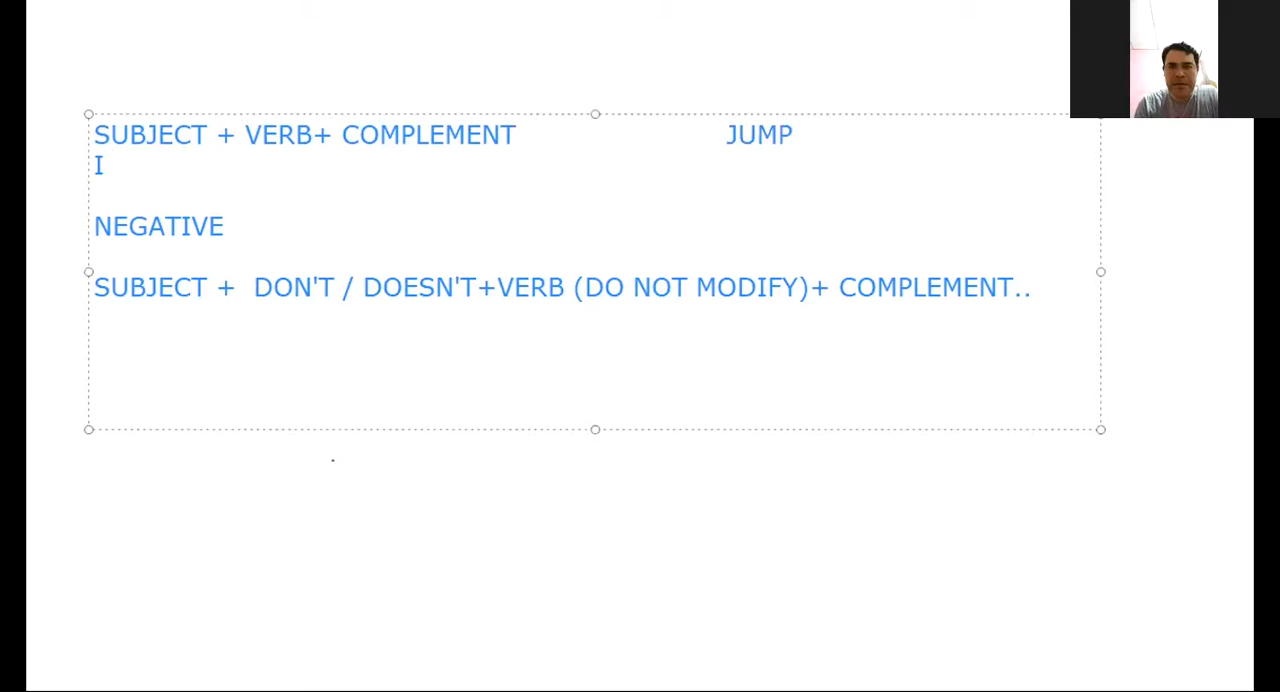 SUBJECT + VERB+ COMPLEMENT JUMP
I
NEGATIVE
SUBJECT + DON'T / DOESN'T+VERB (DO NOT MODIFY)+ COMPLEMENT..